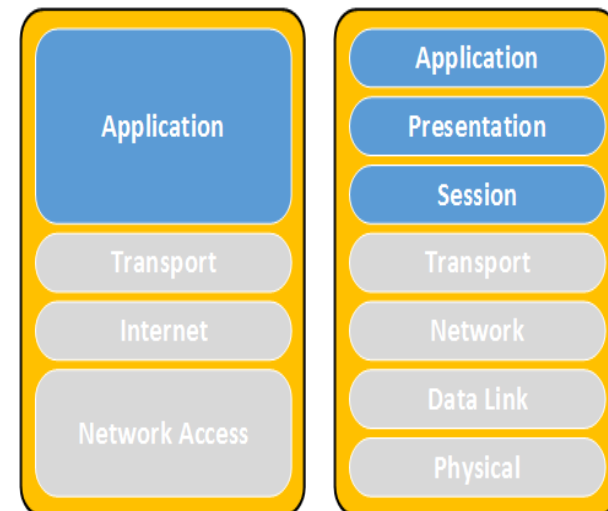 Application
Transport
Internet
Network Access
Application
Presentation
Session
Transport
Network
Data Link
Physical